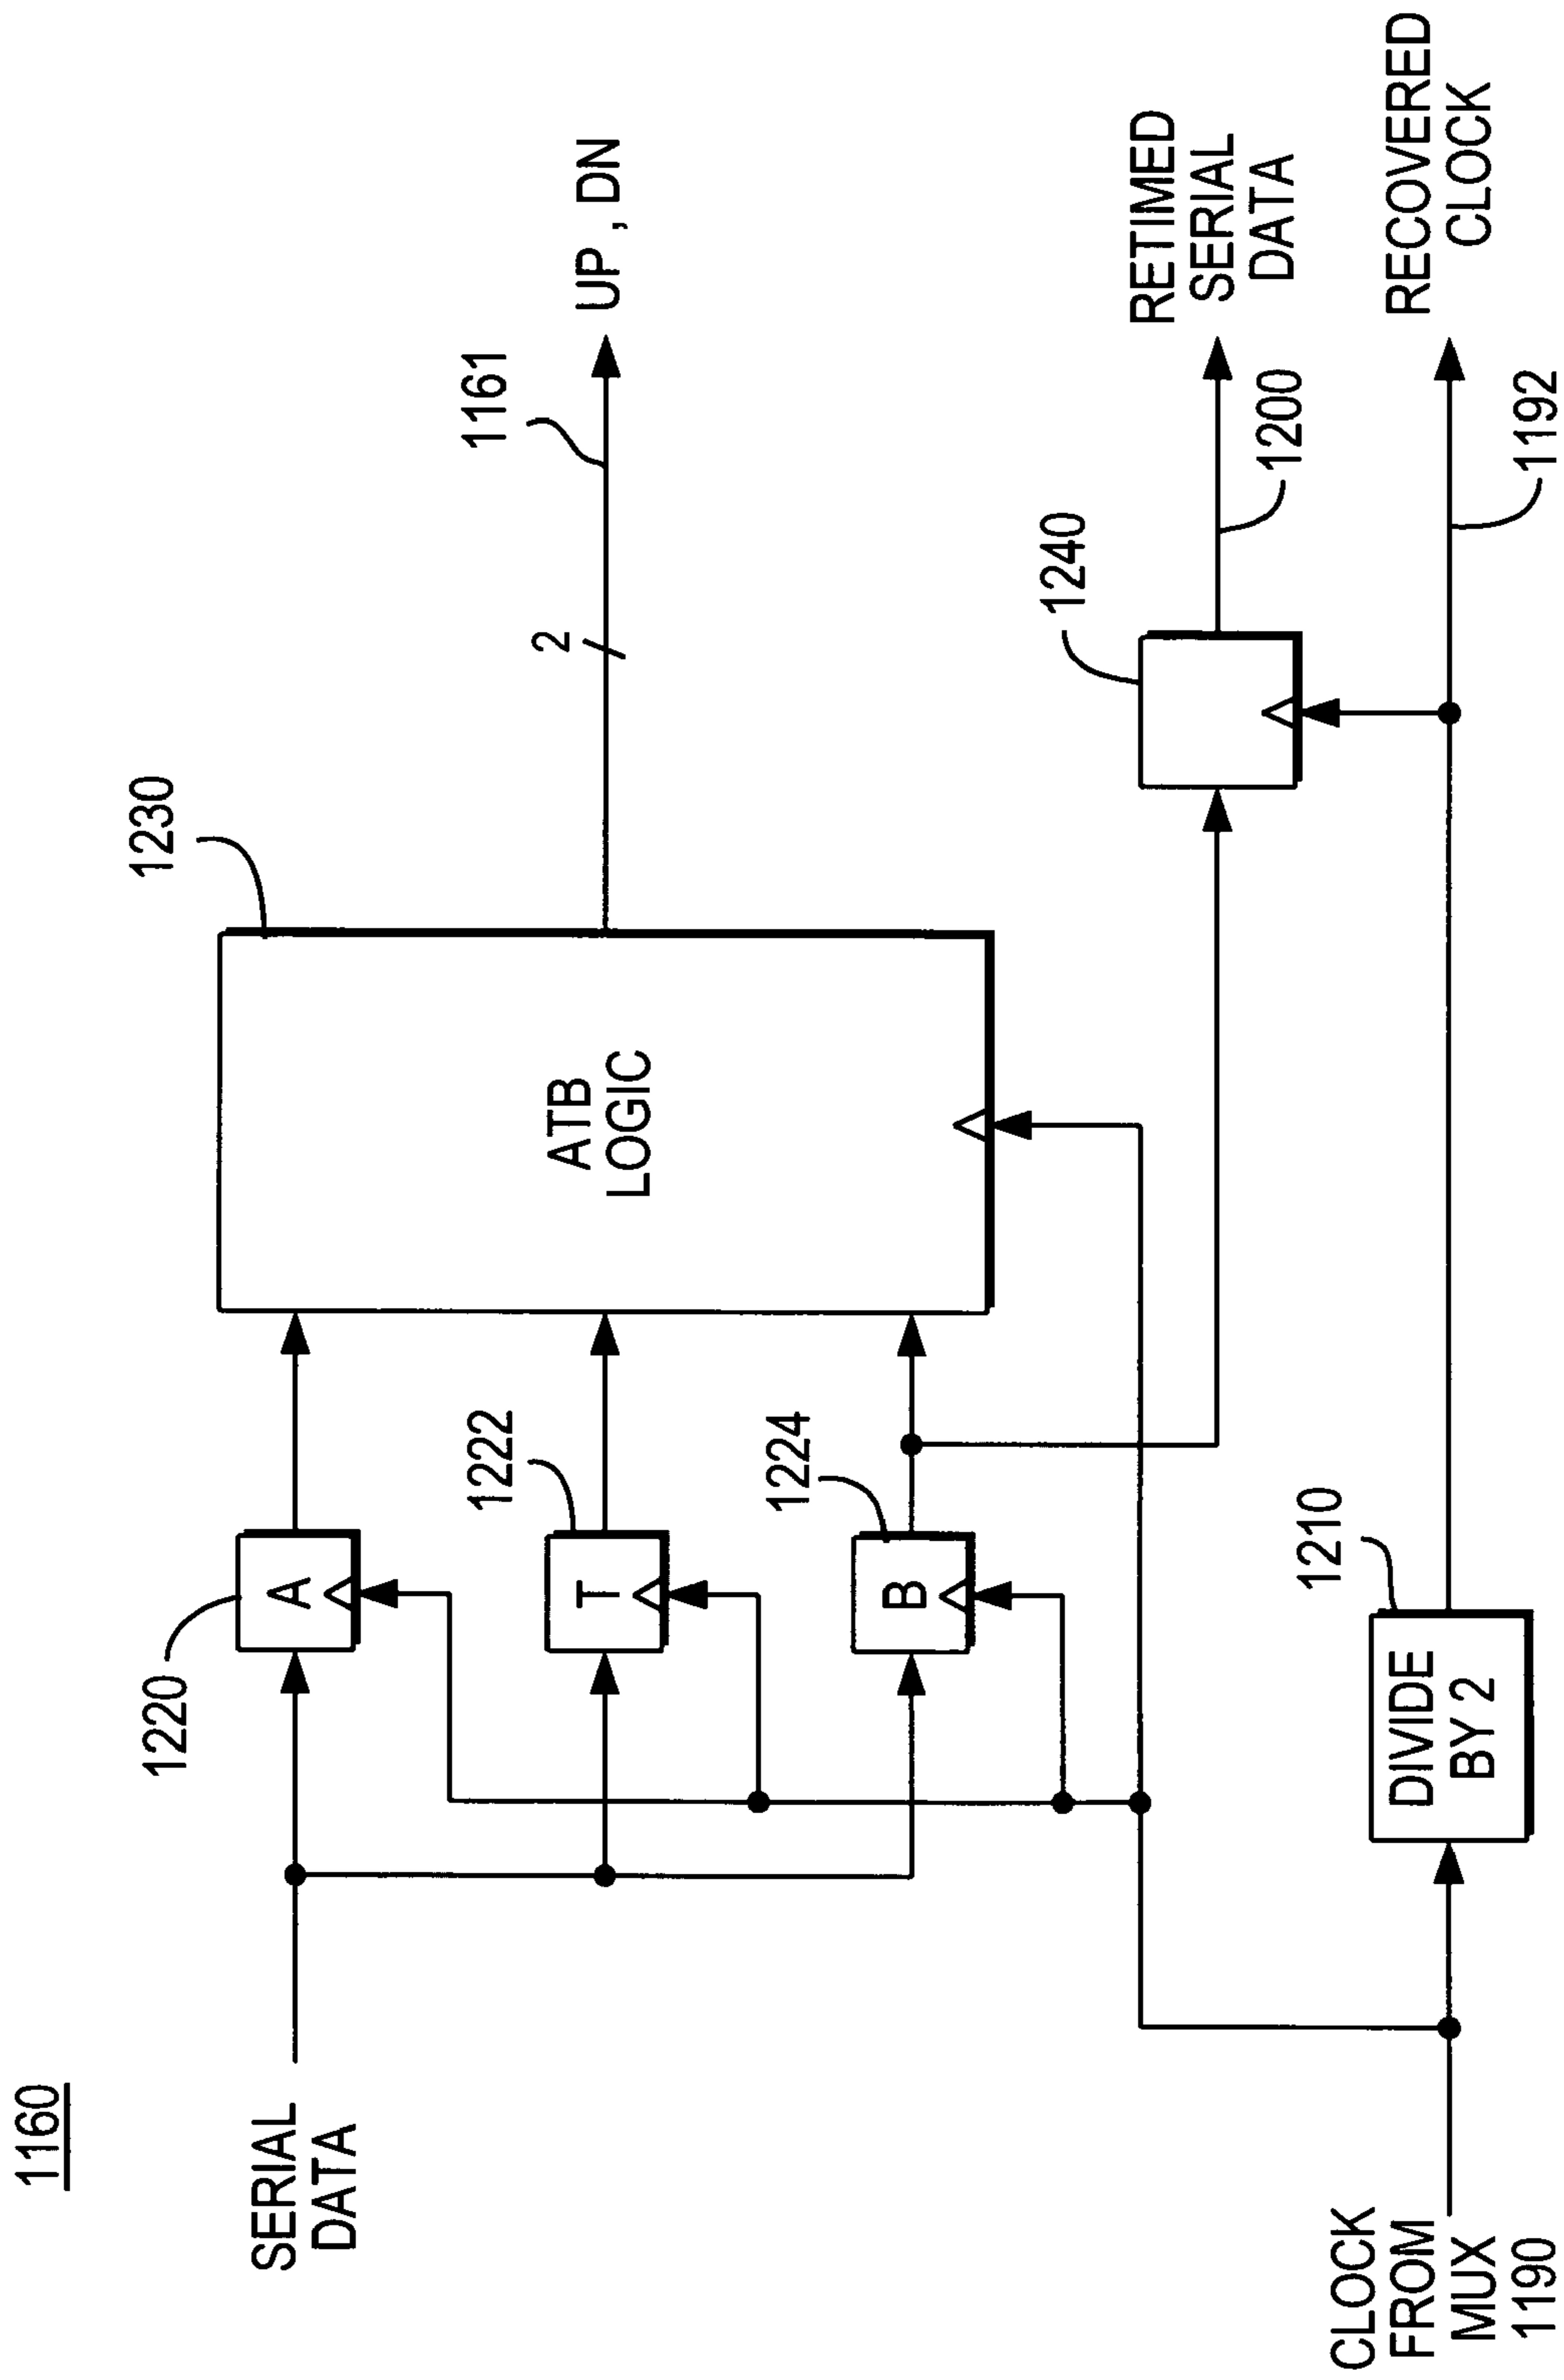 1160
SERIAL
DATA
1220
A
1222
T
1224
B
1230
ATB
LOGIC
2
1161
UP , DN
1240
RETIMED
SERIAL
DATA
1200
CLOCK
FROM
MUX
1190
1210
DIVIDE
BY 2
RECOVERED
CLOCK
1192